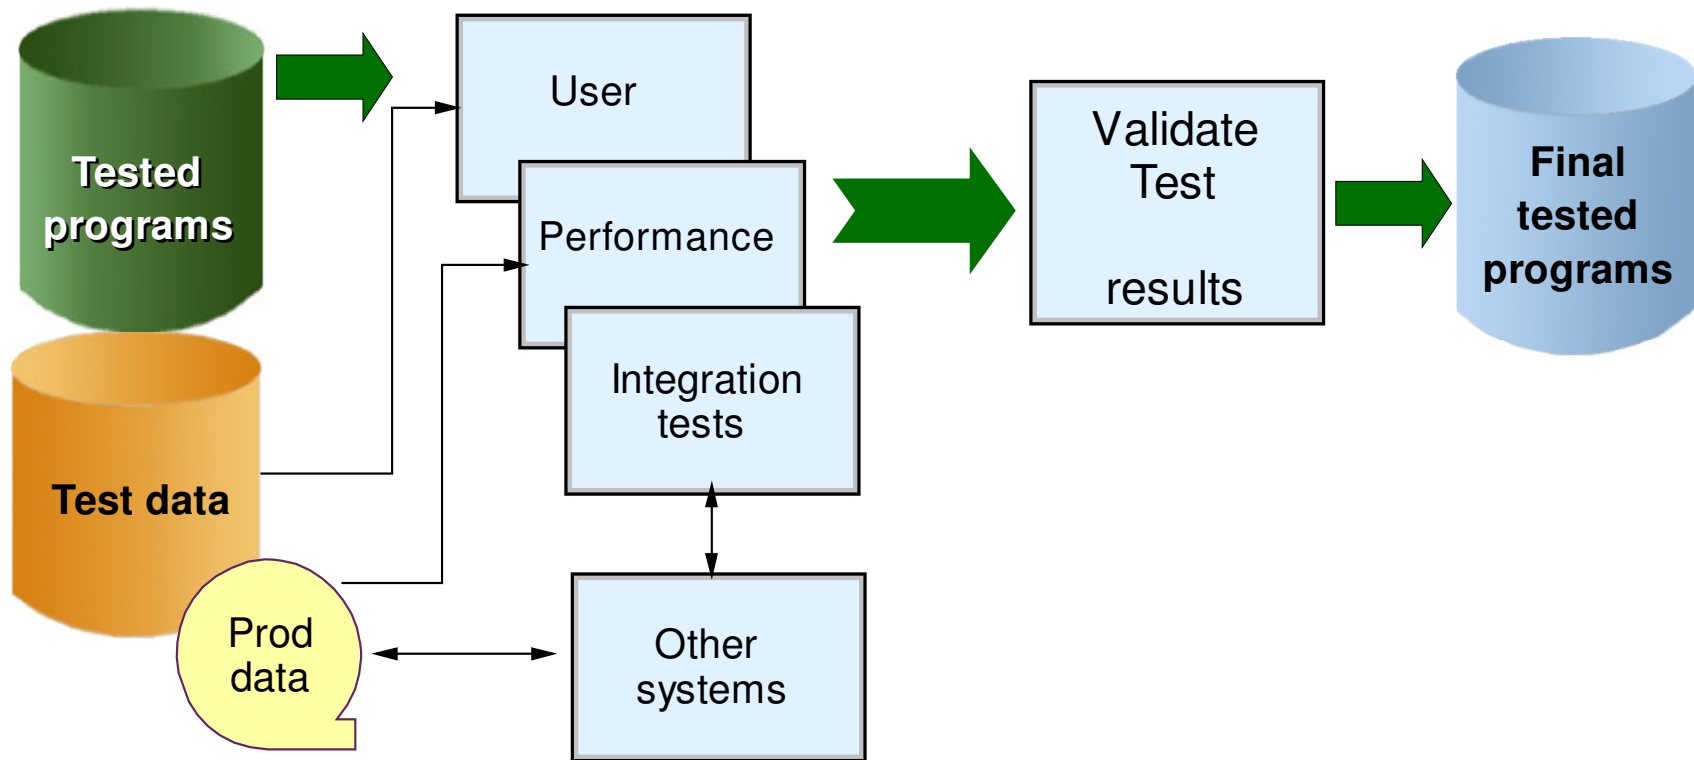 Tested
programs
Test data
Prod
data
User
Performance
Integration
tests
Other
systems
Validate
Test
results
Final
tested
programs